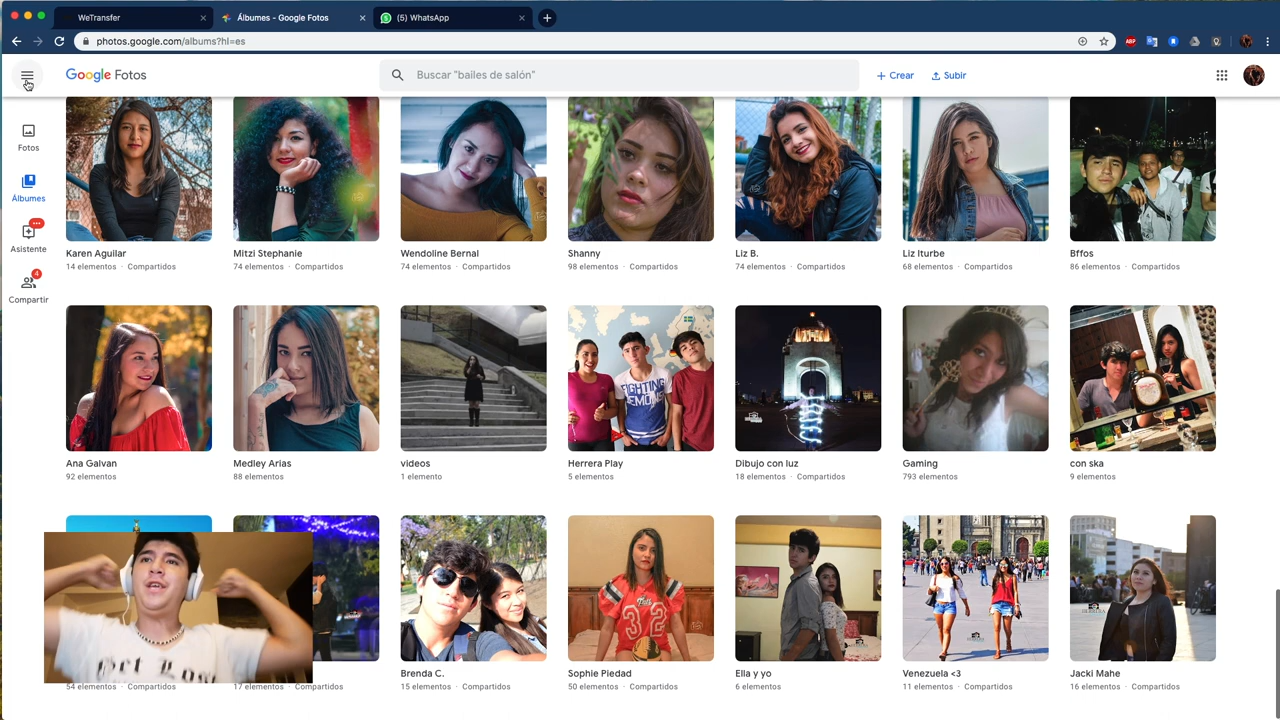 WeTransfer
Álbumes - Google Fotos
(5) WhatsApp
photos.google.com/albums?hl=es
Google Fotos
Buscar "bailes de salón"
+ Crear
Subir
ABP
Fotos
Álbumes
Asistente
4
Compartir
Karen Aguilar
14 elementos · Compartidos
Mitzi Stephanie
74 elementos · Compartidos
Wendoline Bernal
74 elementos · Compartidos
Shanny
98 elementos · Compartidos
Liz B.
74 elementos · Compartidos
Liz Iturbe
68 elementos · Compartidos
Bffos
86 elementos · Compartidos
FIGHTING
DEMONS
Ana Galvan
92 elementos
Medley Arias
88 elementos
videos
1 elemento
Herrera Play
5 elementos
Dibujo con luz
18 elementos · Compartidos
Gaming
793 elementos
con ska
9 elementos
32
54 elementos · Compartidos
17 elementos · Compartidos
Brenda C.
15 elementos · Compartidos
Sophie Piedad
50 elementos · Compartidos
Ella y yo
6 elementos
Venezuela <3
11 elementos · Compartidos
Jacki Mahe
16 elementos · Compartidos